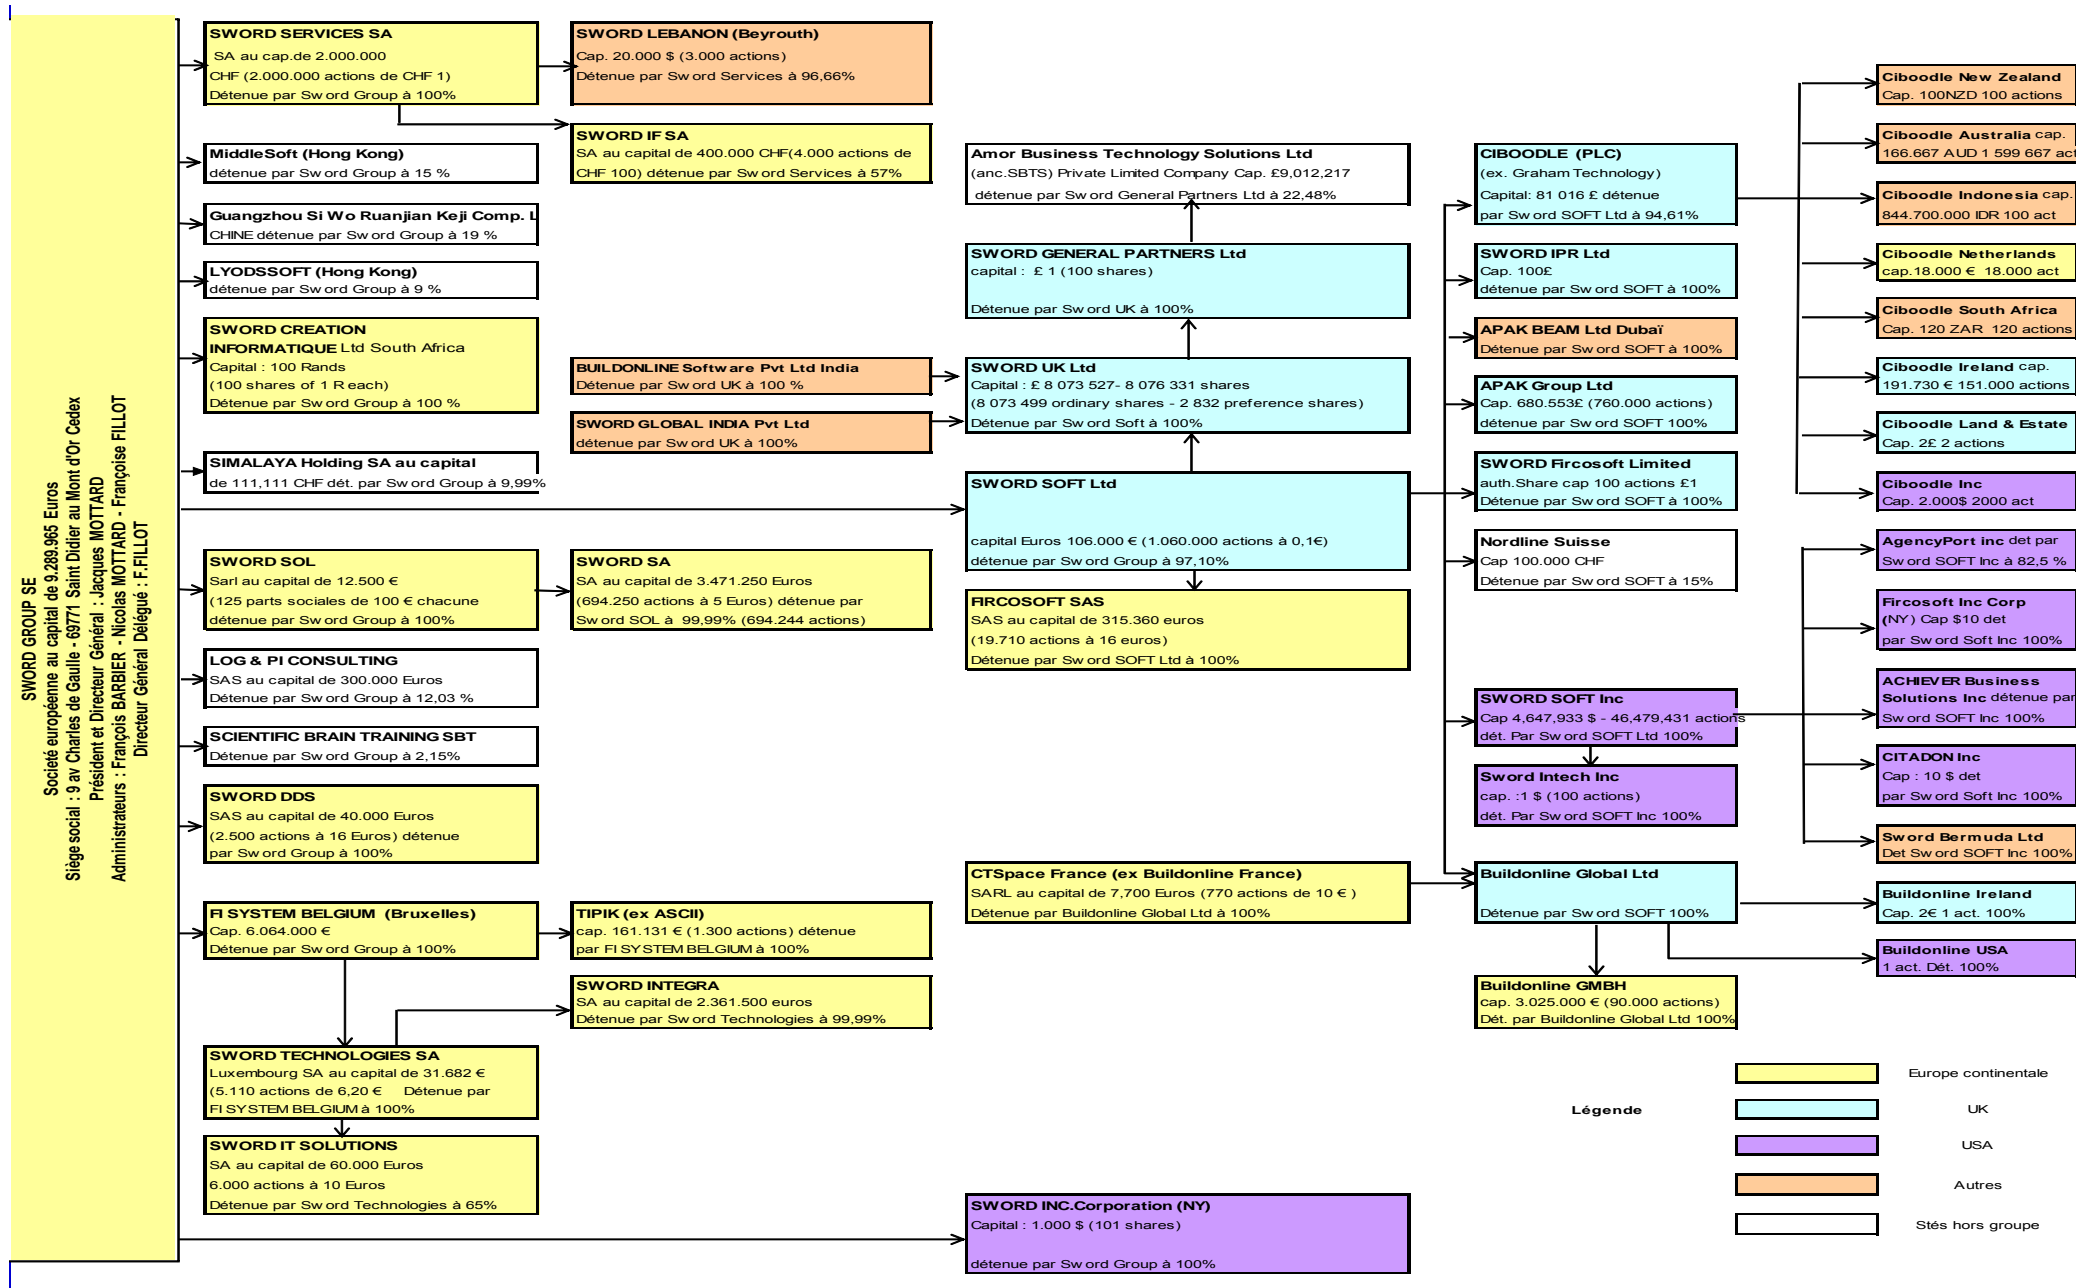 SWORD GROUP SE
Societé européenne au capital de 9.289.965 Euros
Siège social : 9 av Charles de Gaulle - 69771 Saint Didier au Mont d'Or Cedex
Président et Directeur Général : Jacques MOTTARD
Administrateurs : François BARBIER - Nicolas MOTTARD - Françoise FILLOT
Directeur Général Délégué : F.FILLOT
SWORD SERVICES SA
SA au cap.de 2.000.000
CHF (2.000.000 actions de CHF 1)
Détenue par Sword Group à 100%
MiddleSoft (Hong Kong)
détenue par Sword Group à 15 %
Guangzhou Si Wo Ruanjian Keji Comp. L
CHINE détenue par Sword Group à 19 %
LYODSSOFT (Hong Kong)
détenue par Sword Group à 9 %
SWORD CREATION
INFORMATIQUE Ltd South Africa
Capital : 100 Rands
(100 shares of 1 R each)
Détenue par Sword Group à 100 %
SIMALAYA Holding SA au capital
de 111,111 CHF dét. par Sword Group à 9,99%
SWORD SOL
Sarl au capital de 12.500 €
(125 parts sociales de 100 € chacune
détenue par Sword Group à 100%
LOG & PI CONSULTING
SAS au capital de 300.000 Euros
Détenue par Sword Group à 12,03 %
SCIENTIFIC BRAIN TRAINING SBT
Détenue par Sword Group à 2,15%
SWORD DDS
SAS au capital de 40.000 Euros
(2.500 actions à 16 Euros) détenue
par Sword Group à 100%
FI SYSTEM BELGIUM (Bruxelles)
Cap. 6.064.000 €
Détenue par Sword Group à 100%
SWORD TECHNOLOGIES SA
Luxembourg SA au capital de 31.682 €
(5.110 actions de 6,20 € Détenue par
FI SYSTEM BELGIUM à 100%
SWORD IT SOLUTIONS
SA au capital de 60.000 Euros
6.000 actions à 10 Euros
Détenue par Sword Technologies à 65%
SWORD LEBANON (Beyrouth)
Cap. 20.000 $ (3.000 actions)
Détenue par Sword Services à 96,66%
SWORD IF SA
SA au capital de 400.000 CHF(4.000 actions de
CHF 100) détenue par Sword Services à 57%
BUILDONLINE Software Pvt Ltd India
Détenue par Sword UK à 100 %
SWORD GLOBAL INDIA Pvt Ltd
détenue par Sword UK à 100%
SWORD SA
SA au capital de 3.471.250 Euros
(694.250 actions à 5 Euros) détenue par
Sword SOL à 99,99% (694.244 actions)
TIPIK (ex ASCII)
cap. 161.131 € (1.300 actions) détenue
par FI SYSTEM BELGIUM à 100%
SWORD INTEGRA
SA au capital de 2.361.500 euros
Détenue par Sword Technologies à 99,99%
Amor Business Technology Solutions Ltd
(anc.SBTS) Private Limited Company Cap. £9,012,217
détenue par Sword General Partners Ltd à 22,48%
SWORD GENERAL PARTNERS Ltd
capital : £ 1 (100 shares)
Détenue par Sword UK à 100%
SWORD UK Ltd
Capital : £ 8 073 527- 8 076 331 shares
(8 073 499 ordinary shares - 2 832 preference shares)
Détenue par Sword Soft à 100%
SWORD SOFT Ltd
capital Euros 106.000 € (1.060.000 actions à 0,1€)
détenue par Sword Group à 97,10%
FIRCOSOFT SAS
SAS au capital de 315.360 euros
(19.710 actions à 16 euros)
Détenue par Sword SOFT Ltd à 100%
CTSpace France (ex Buildonline France)
SARL au capital de 7,700 Euros (770 actions de 10 € )
Détenue par Buildonline Global Ltd à 100%
SWORD INC.Corporation (NY)
Capital : 1.000 $ (101 shares)
détenue par Sword Group à 100%
CIBOODLE (PLC)
(ex. Graham Technology)
Capital: 81 016 £ détenue
par Sword SOFT Ltd à 94,61%
SWORD IPR Ltd
Cap. 100£
détenue par Sword SOFT à 100%
APAK BEAM Ltd Dubaï
Détenue par Sword SOFT à 100%
APAK Group Ltd
Cap. 680.553£ (760.000 actions)
détenue par Sword SOFT 100%
SWORD Fircosoft Limited
auth.Share cap 100 actions £1
Détenue par Sword SOFT à 100%
Nordline Suisse
Cap 100.000 CHF
Détenue par Sword SOFT à 15%
SWORD SOFT Inc
Cap 4,647,933 $ - 46,479,431 actions
dét. Par Sword SOFT Ltd 100%
Sword Intech Inc
cap. :1 $ (100 actions)
dét. Par Sword SOFT Inc 100%
Buildonline Global Ltd
Détenue par Sword SOFT 100%
Buildonline GMBH
cap. 3.025.000 € (90.000 actions)
Dét. par Buildonline Global Ltd 100%
Ciboodle New Zealand
Cap. 100NZD 100 actions
Ciboodle Australia cap.
166.667 AUD 1 599 667 act
Ciboodle Indonesia cap.
844.700.000 IDR 100 act
Ciboodle Netherlands
cap.18.000 € 18.000 act
Ciboodle South Africa
Cap. 120 ZAR 120 actions
Ciboodle Ireland cap.
191.730 € 151.000 actions
Ciboodle Land & Estate
Cap. 2£ 2 actions
Ciboodle Inc
Cap. 2.000$ 2000 act
AgencyPort inc det par
Sword SOFT Inc à 82,5 %
Fircosoft Inc Corp
(NY) Cap $10 det
par Sword Soft Inc 100%
ACHIEVER Business
Solutions Inc détenue par
Sword SOFT Inc 100%
CITADON Inc
Cap : 10 $ det
par Sword Soft Inc 100%
Sword Bermuda Ltd
Det Sword SOFT Inc 100%
Buildonline Ireland
Cap. 2€ 1 act. 100%
Buildonline USA
1 act. Dét. 100%
Légende
Europe continentale
UK
USA
Autres
Stés hors groupe